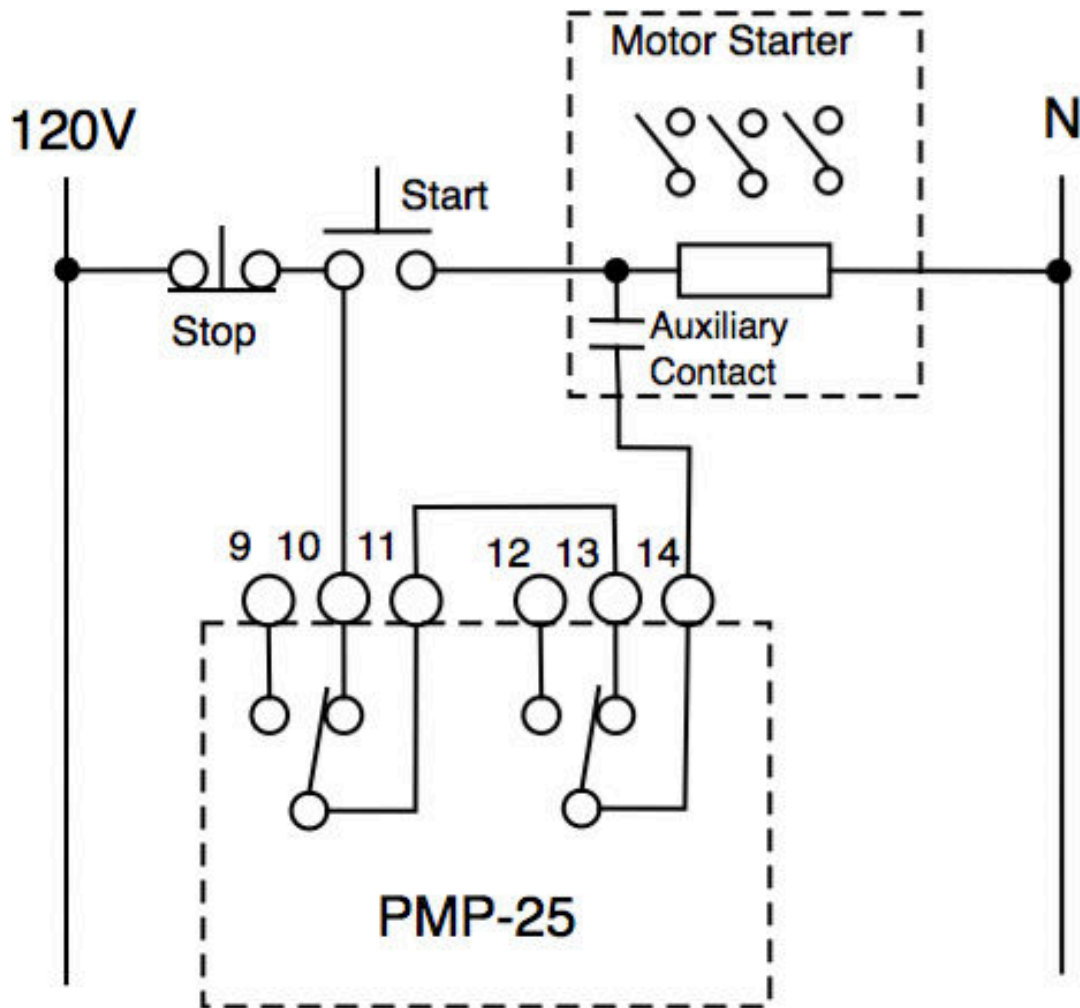 Motor Starter
120V
N
Start
Stop
Auxiliary
Contact
9 10 11 12 13 14
PMP-25